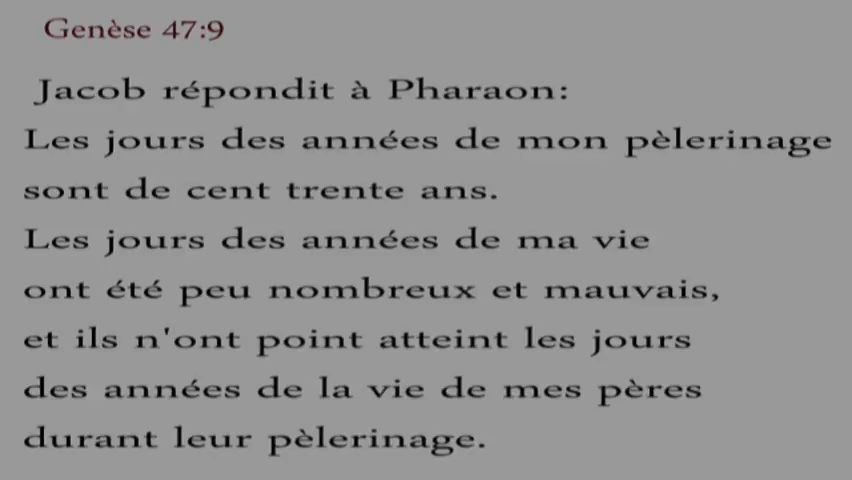 Genèse 47:9
Jacob répondit à Pharaon:
Les jours des années de mon pèlerinage
sont de cent trente ans.
Les jours des années de ma vie
ont été peu nombreux et mauvais,
et ils n'ont point atteint les jours
des années de la vie de mes pères
durant leur pèlerinage.